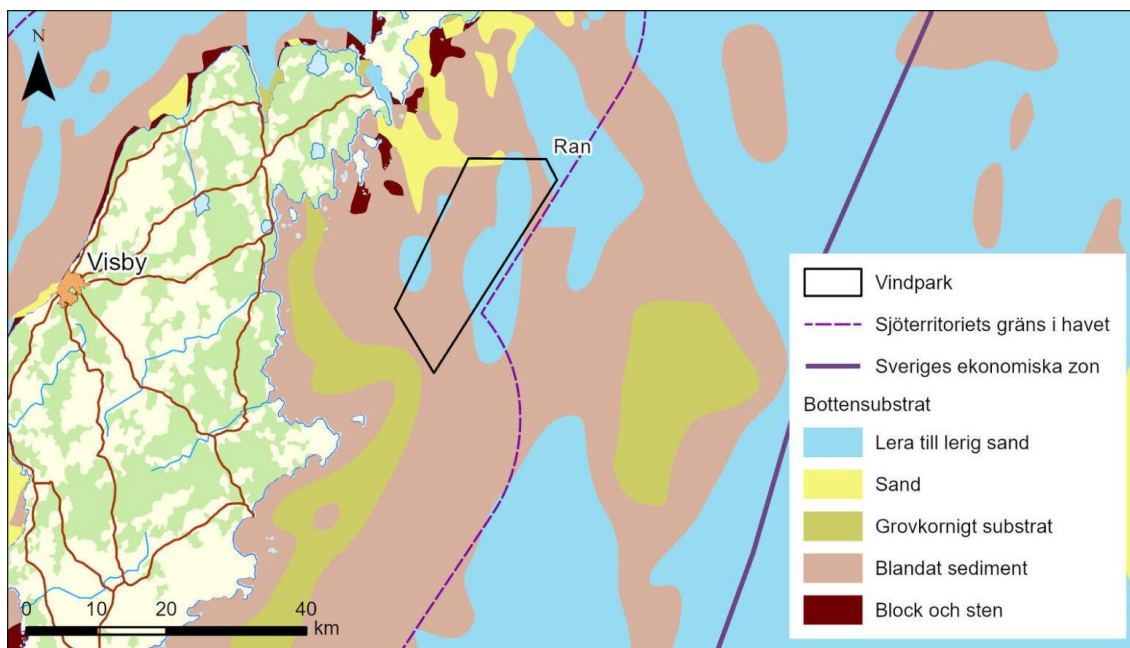 N
Ran
Visby
Vindpark
Sjöterritoriets gräns i havet
Sveriges ekonomiska zon
Bottensubstrat
Lera till lerig sand
Sand
Grovkornigt substrat
Blandat sediment
Block och sten
0 10 20 40
km